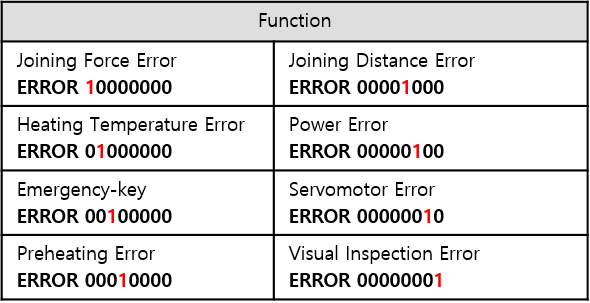 Function
Joining Force Error
ERROR 10000000
Joining Distance Error
ERROR 00001000
Heating Temperature Error
ERROR 01000000
Power Error
ERROR 00000100
Emergency-key
ERROR 00100000
Servomotor Error
ERROR 00000010
Preheating Error
ERROR 00010000
Visual Inspection Error
ERROR 00000001